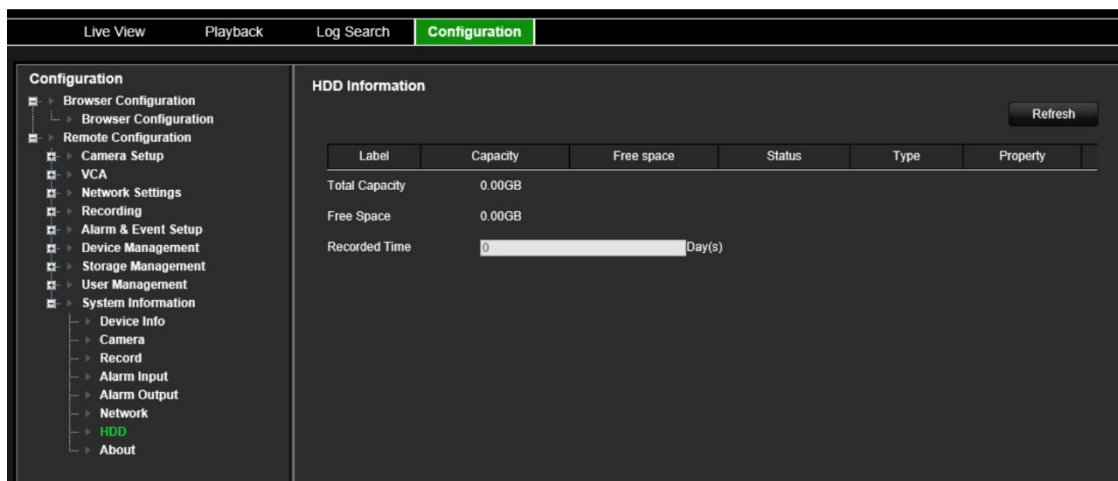 Live View Playback Log Search Configuration
Configuration
Browser Configuration
Browser Configuration
Remote Configuration
Camera Setup
VCA
Network Settings
Recording
Alarm & Event Setup
Device Management
Storage Management
User Management
System Information
Device Info
Camera
Record
Alarm Input
Alarm Output
Network
HDD
About
HDD Information
Refresh
Label Capacity Free space Status Type Property
Total Capacity 0.00GB
Free Space 0.00GB
Recorded Time 0 Day(s)